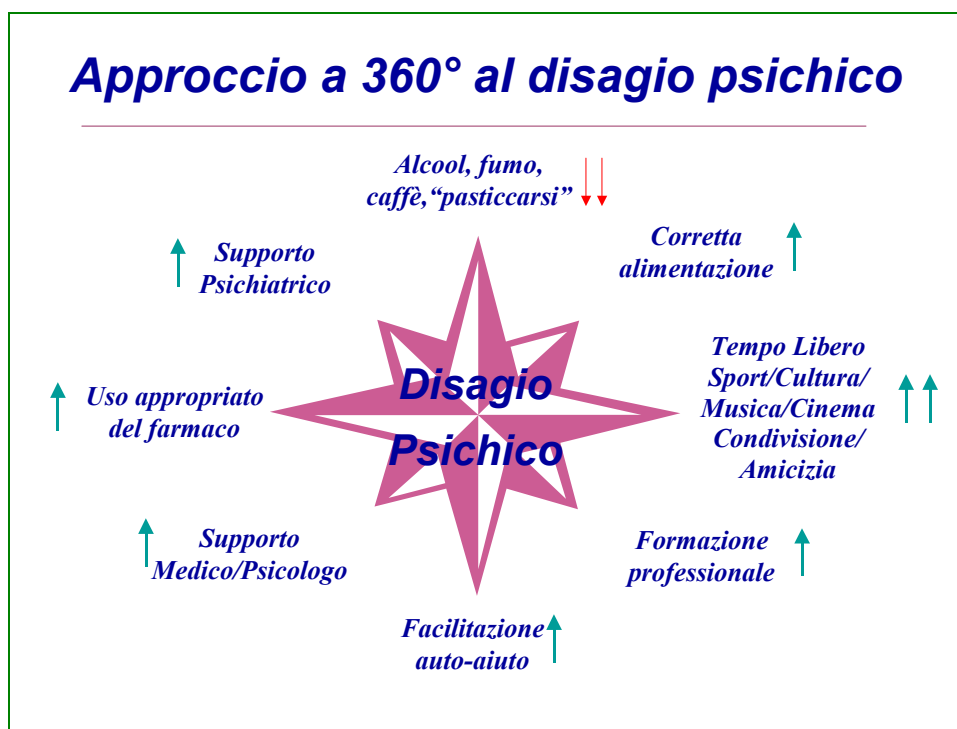 Approccio a 360° al disagio psichico
Alcool, fumo,
caffè,“pasticcarsi”
Supporto
Psichiatrico
Corretta
alimentazione
Uso appropriato
del farmaco
Disagio
Psichico
Tempo Libero
Sport/Cultura/
Musica/Cinema
Condivisione/
Amicizia
Supporto
Medico/Psicologo
Formazione
professionale
Facilitazione
auto-aiuto